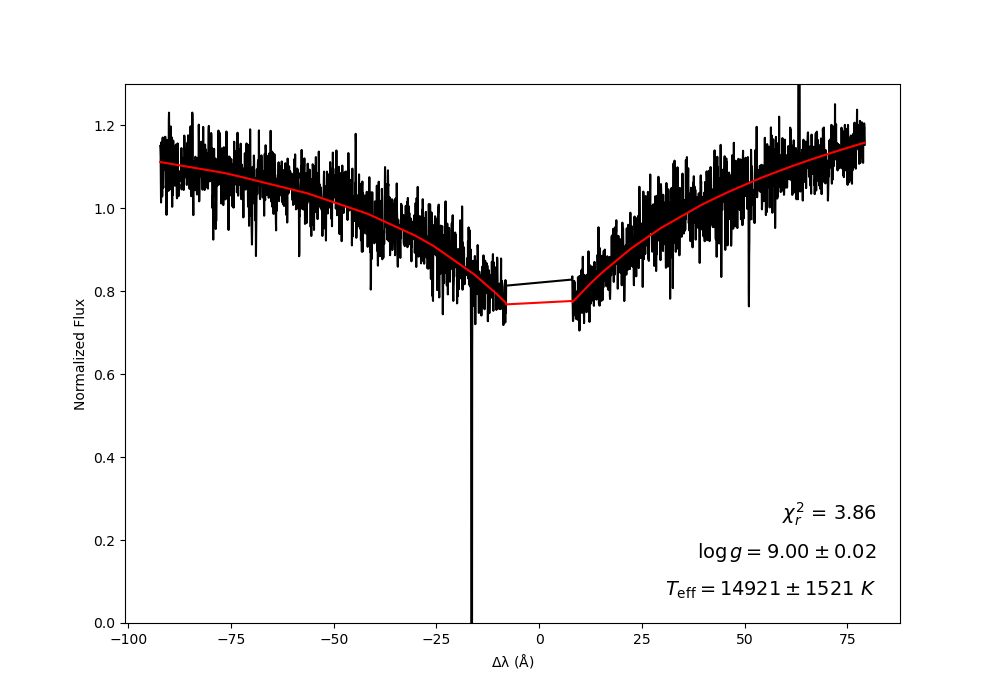 1.2
1.0
0.8
0.6
0.4
0.2
0.0
Normalized Flux
χ²ᵣ = 3.86
log g = 9.00 ± 0.02
T_eff = 14921 ± 1521 K
−100 −75 −50 −25 0 25 50 75
Δλ (Å)